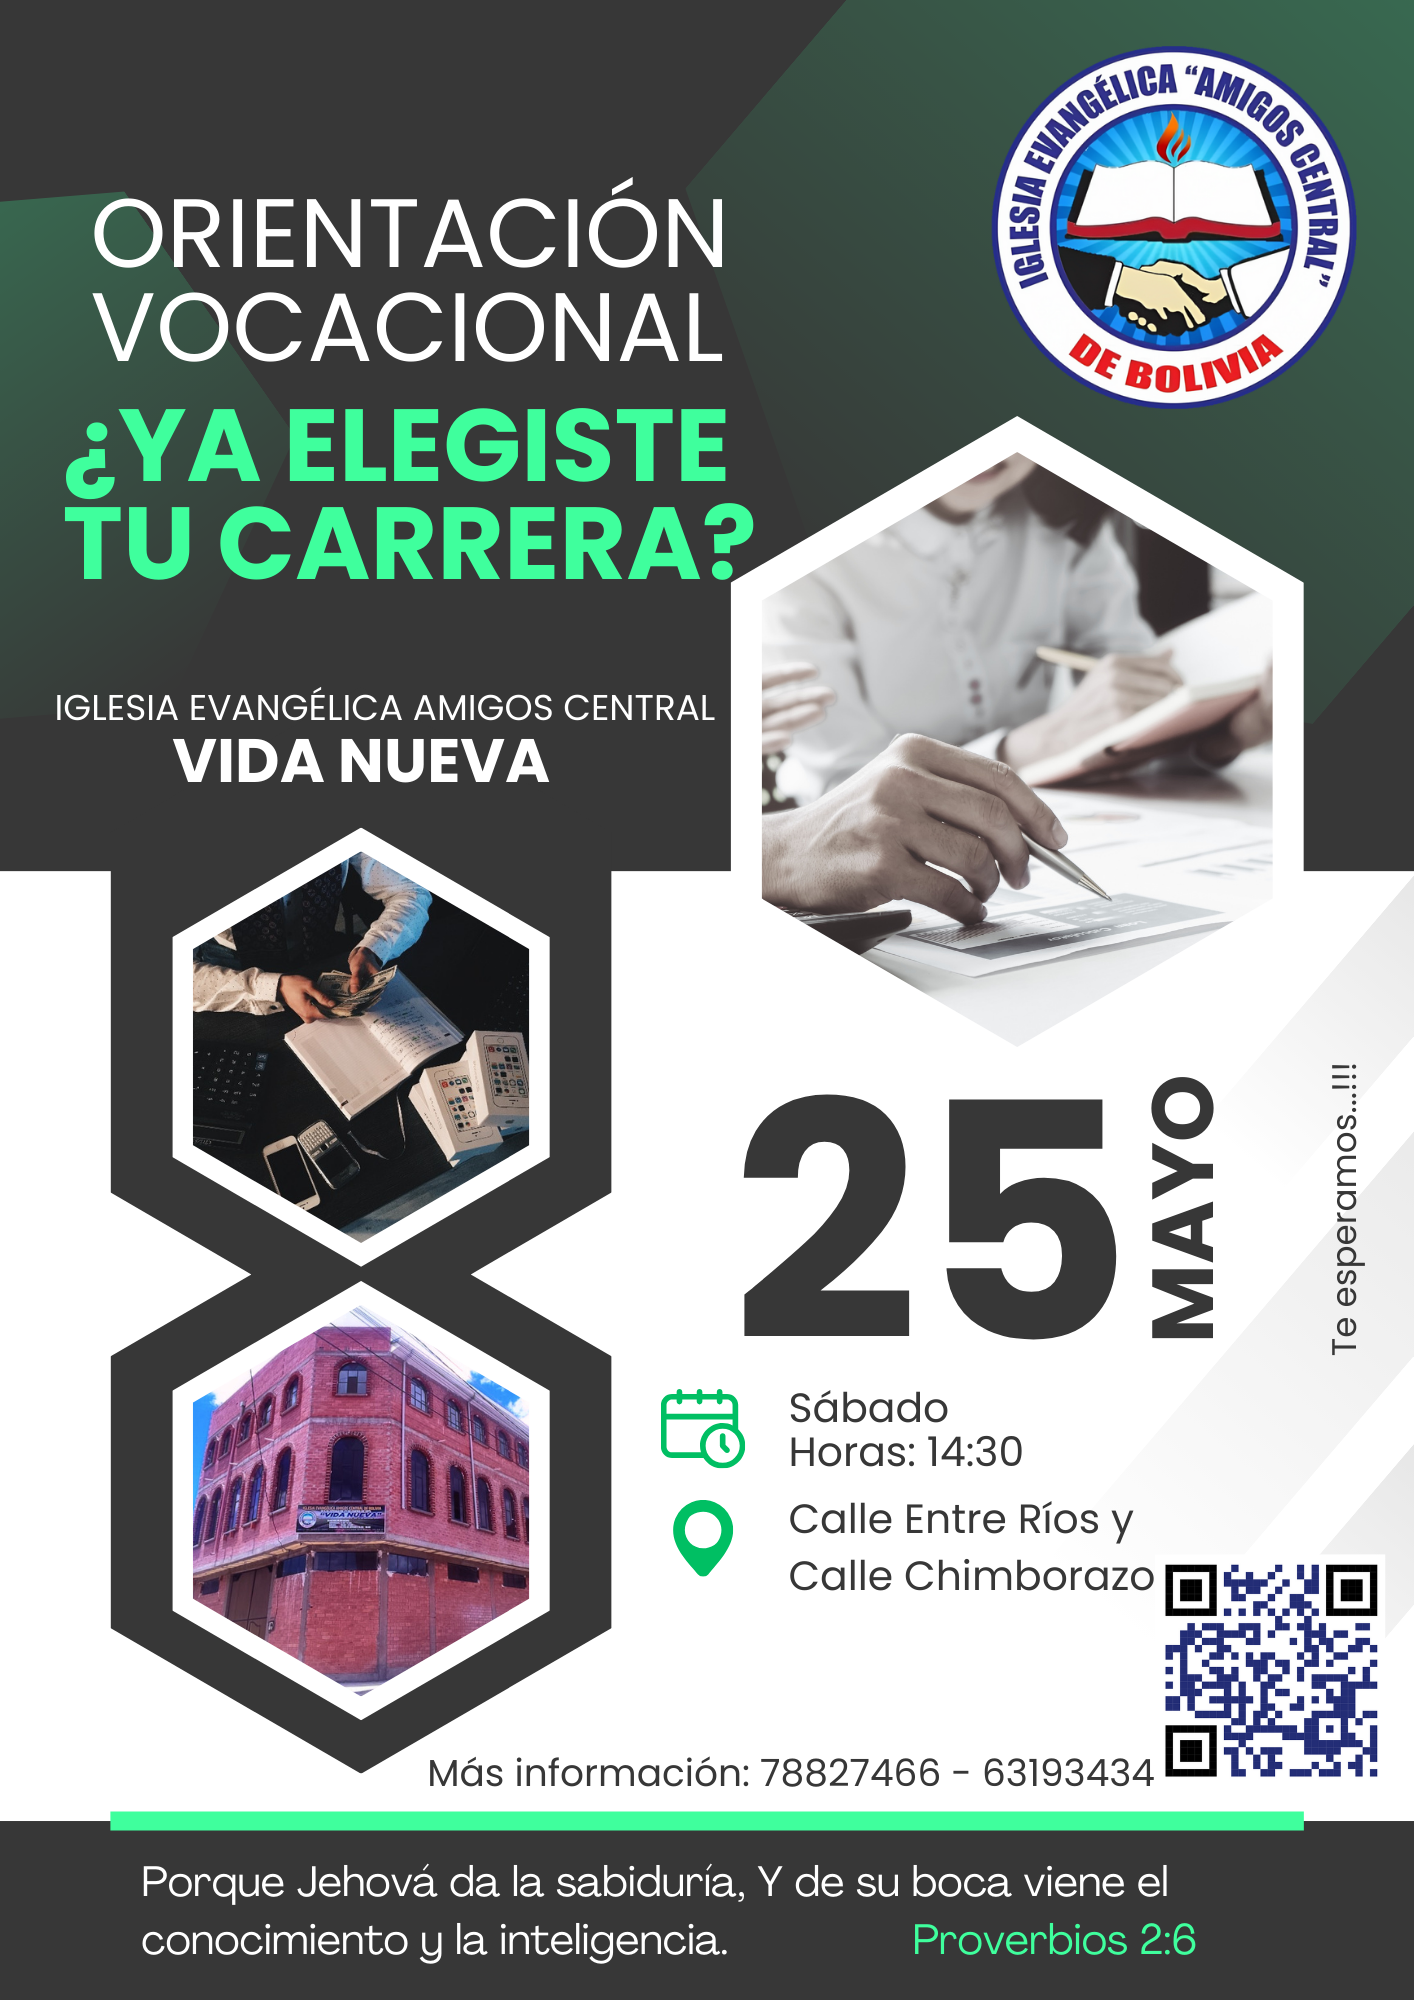 IGLESIA EVANGÉLICA “AMIGOS CENTRAL”
DE BOLIVIA
ORIENTACIÓN
VOCACIONAL
¿YA ELEGISTE
TU CARRERA?
IGLESIA EVANGÉLICA AMIGOS CENTRAL
VIDA NUEVA
25
MAYO
Te esperamos...!!!
Sábado
Horas: 14:30
Calle Entre Ríos y
Calle Chimborazo
"VIDA NUEVA"
Más información: 78827466 - 63193434
Porque Jehová da la sabiduría, Y de su boca viene el
conocimiento y la inteligencia.
Proverbios 2:6